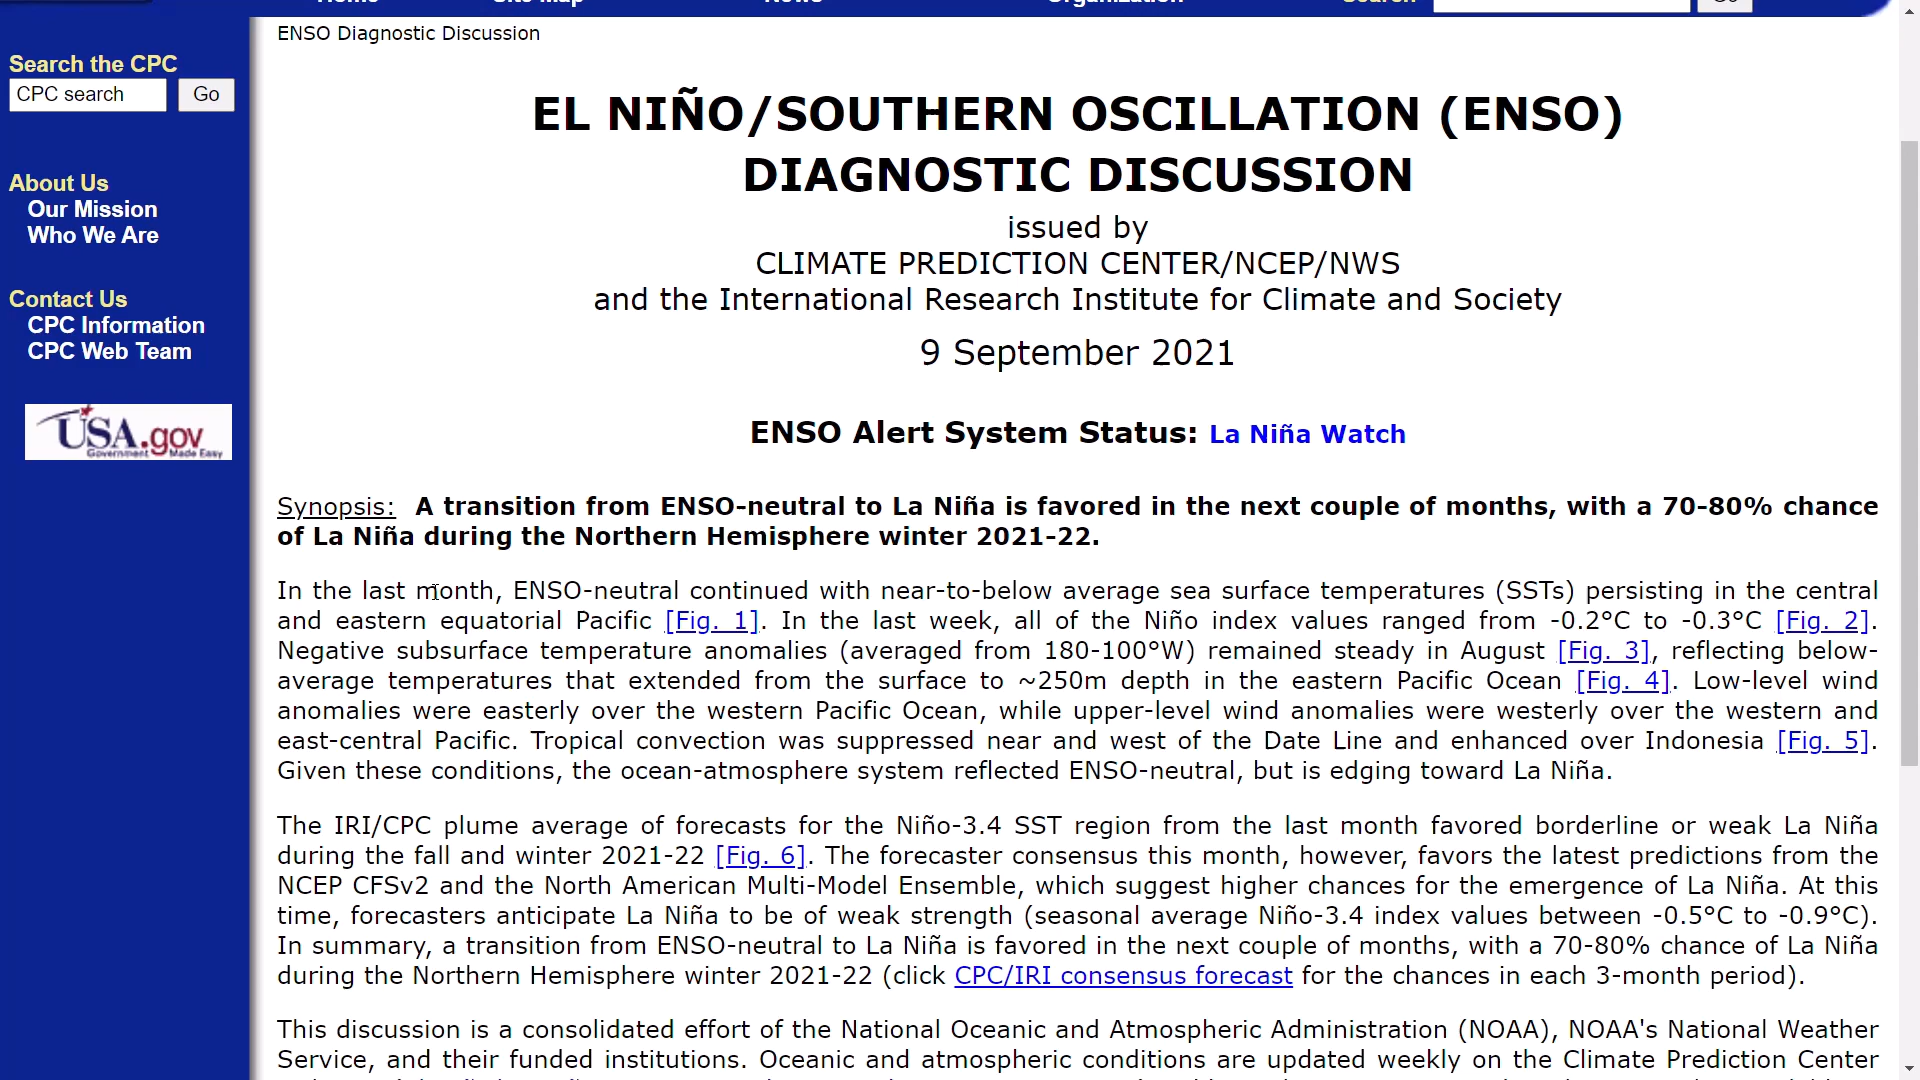 Home Site Map News Organization Search Go
ENSO Diagnostic Discussion
Search the CPC
CPC search Go
About Us
Our Mission
Who We Are
Contact Us
CPC Information
CPC Web Team
USA.gov
Government Made Easy
EL NIÑO/SOUTHERN OSCILLATION (ENSO)
DIAGNOSTIC DISCUSSION
issued by
CLIMATE PREDICTION CENTER/NCEP/NWS
and the International Research Institute for Climate and Society
9 September 2021
ENSO Alert System Status: La Niña Watch
Synopsis: A transition from ENSO-neutral to La Niña is favored in the next couple of months, with a 70-80% chance
of La Niña during the Northern Hemisphere winter 2021-22.
In the last month, ENSO-neutral continued with near-to-below average sea surface temperatures (SSTs) persisting in the central
and eastern equatorial Pacific [Fig. 1]. In the last week, all of the Niño index values ranged from -0.2°C to -0.3°C [Fig. 2].
Negative subsurface temperature anomalies (averaged from 180-100°W) remained steady in August [Fig. 3], reflecting below-
average temperatures that extended from the surface to ~250m depth in the eastern Pacific Ocean [Fig. 4]. Low-level wind
anomalies were easterly over the western Pacific Ocean, while upper-level wind anomalies were westerly over the western and
east-central Pacific. Tropical convection was suppressed near and west of the Date Line and enhanced over Indonesia [Fig. 5].
Given these conditions, the ocean-atmosphere system reflected ENSO-neutral, but is edging toward La Niña.
The IRI/CPC plume average of forecasts for the Niño-3.4 SST region from the last month favored borderline or weak La Niña
during the fall and winter 2021-22 [Fig. 6]. The forecaster consensus this month, however, favors the latest predictions from the
NCEP CFSv2 and the North American Multi-Model Ensemble, which suggest higher chances for the emergence of La Niña. At this
time, forecasters anticipate La Niña to be of weak strength (seasonal average Niño-3.4 index values between -0.5°C to -0.9°C).
In summary, a transition from ENSO-neutral to La Niña is favored in the next couple of months, with a 70-80% chance of La Niña
during the Northern Hemisphere winter 2021-22 (click CPC/IRI consensus forecast for the chances in each 3-month period).
This discussion is a consolidated effort of the National Oceanic and Atmospheric Administration (NOAA), NOAA's National Weather
Service, and their funded institutions. Oceanic and atmospheric conditions are updated weekly on the Climate Prediction Center